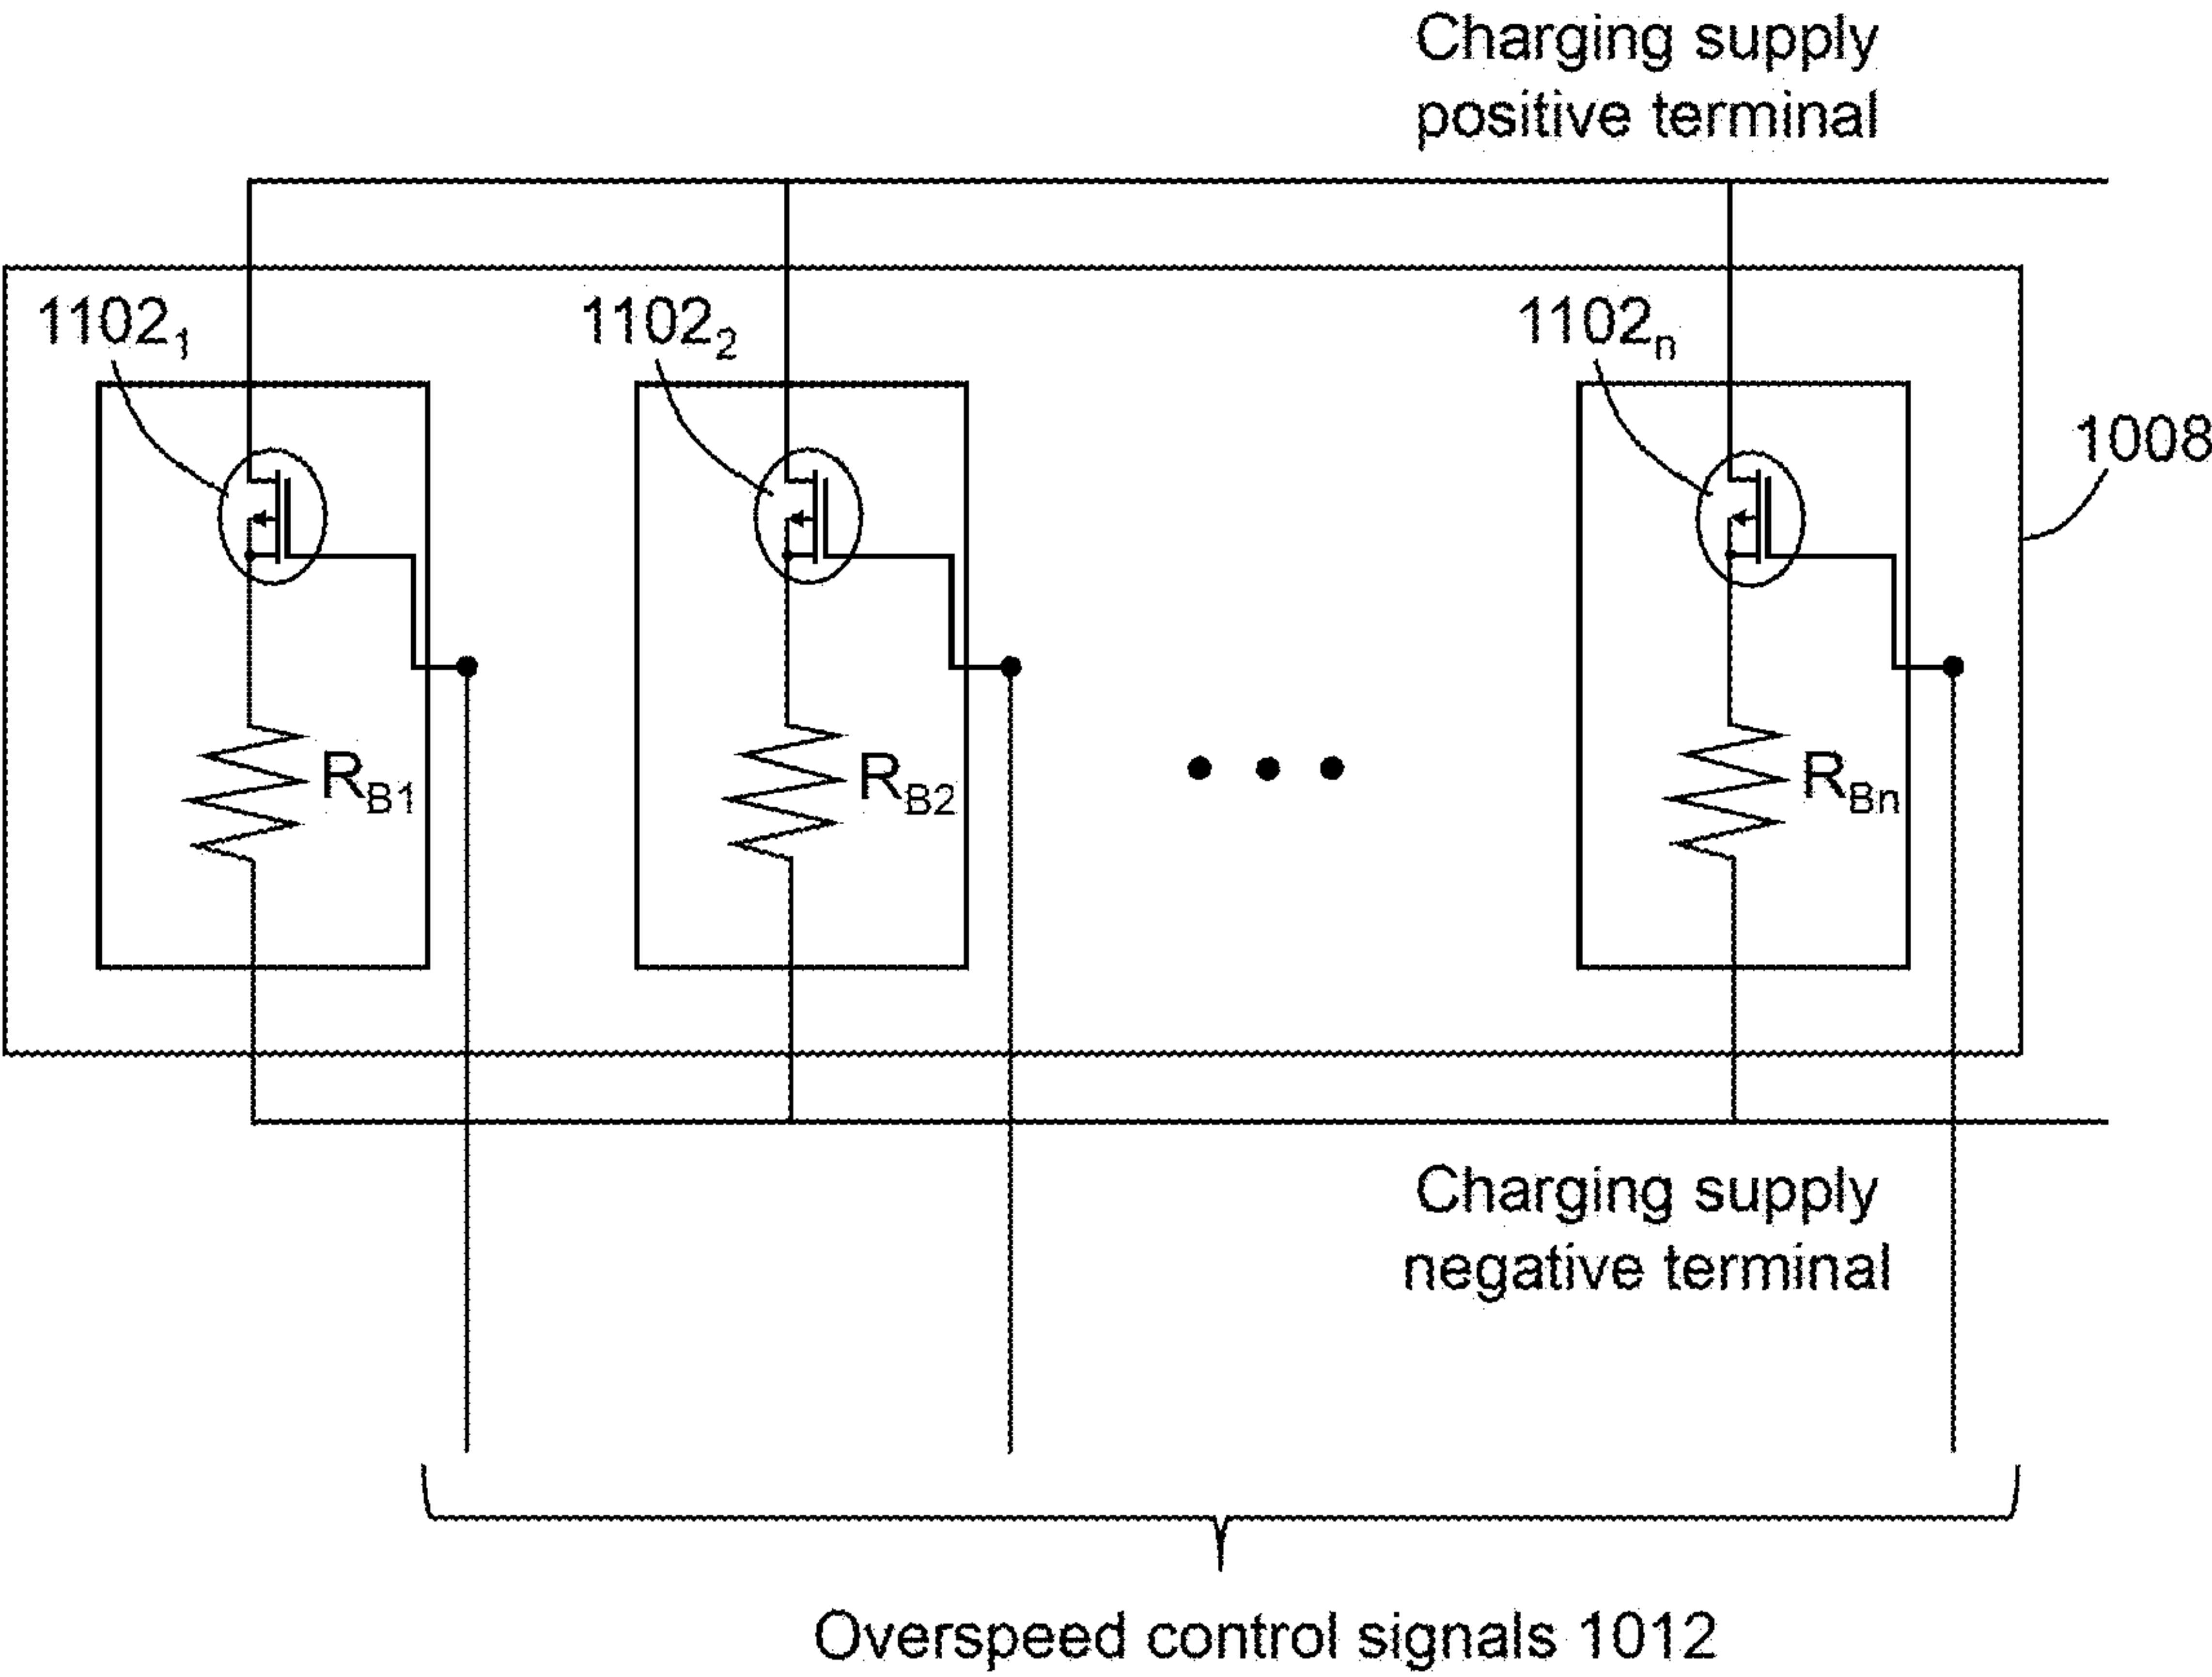 Charging supply
positive terminal
1102₁
1102₂
1102ₙ
1008
R_B1
R_B2
R_Bn
Charging supply
negative terminal
Overspeed control signals 1012